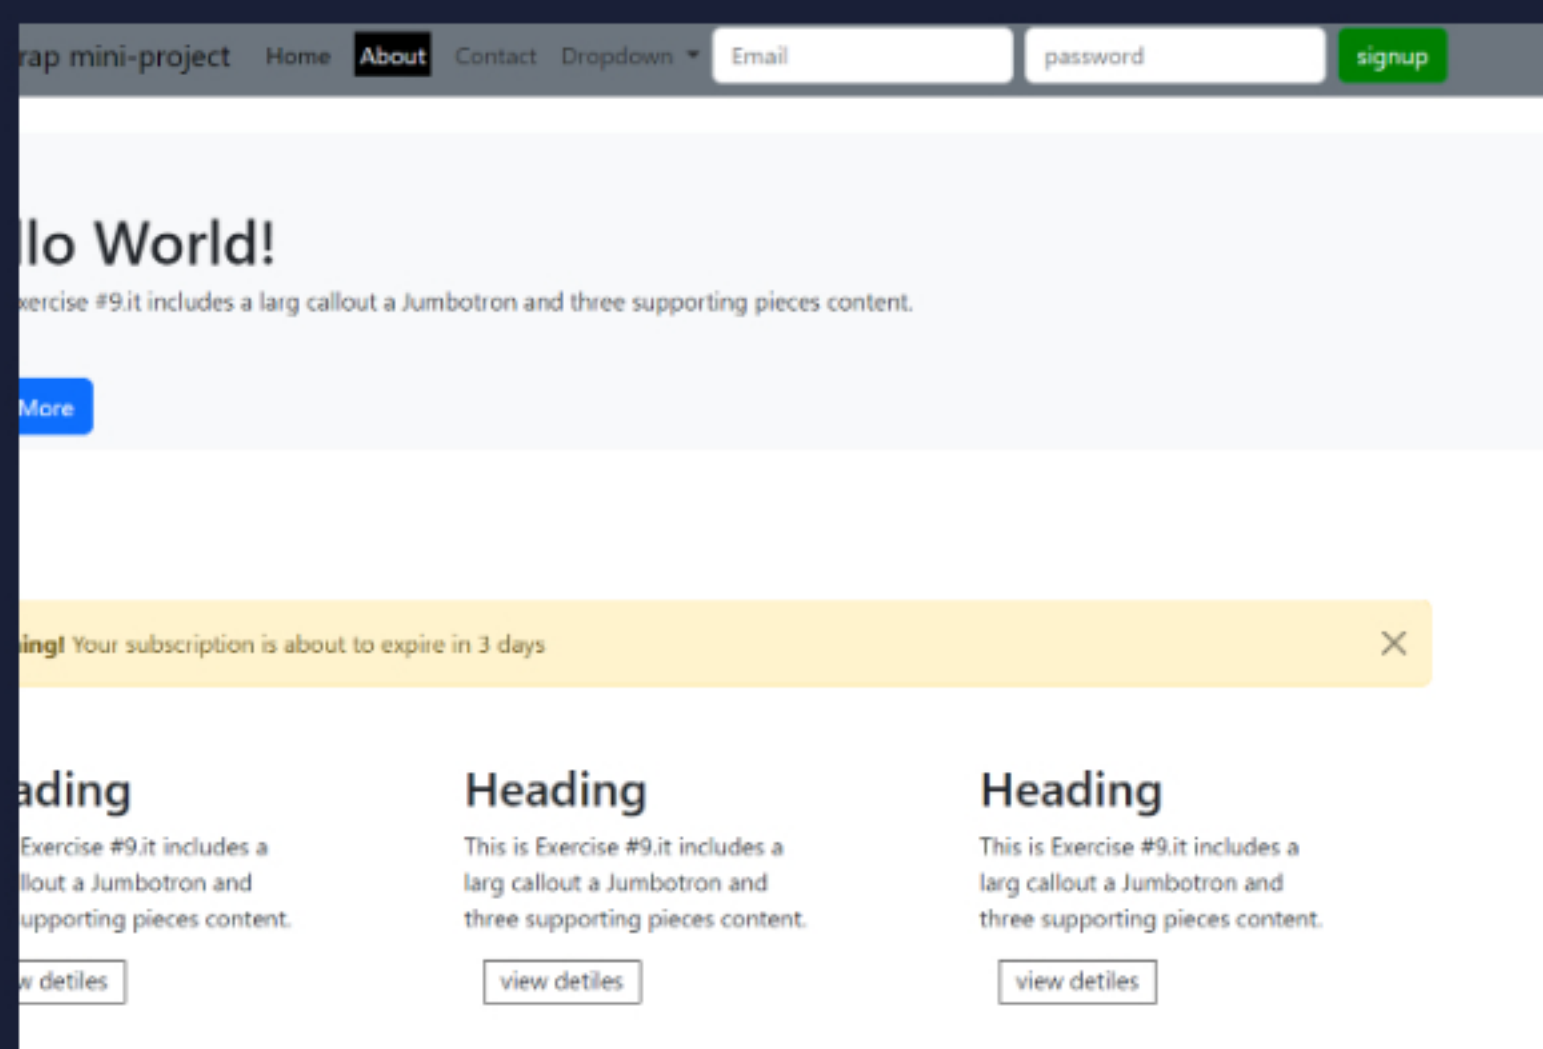 rap mini-project Home About Contact Dropdown Email password signup
llo World!
xercise #9.it includes a larg callout a Jumbotron and three supporting pieces content.
More
ing! Your subscription is about to expire in 3 days
ading Heading Heading
Exercise #9.it includes a This is Exercise #9.it includes a This is Exercise #9.it includes a
llout a Jumbotron and larg callout a Jumbotron and larg callout a Jumbotron and
upporting pieces content. three supporting pieces content. three supporting pieces content.
w detiles view detiles view detiles